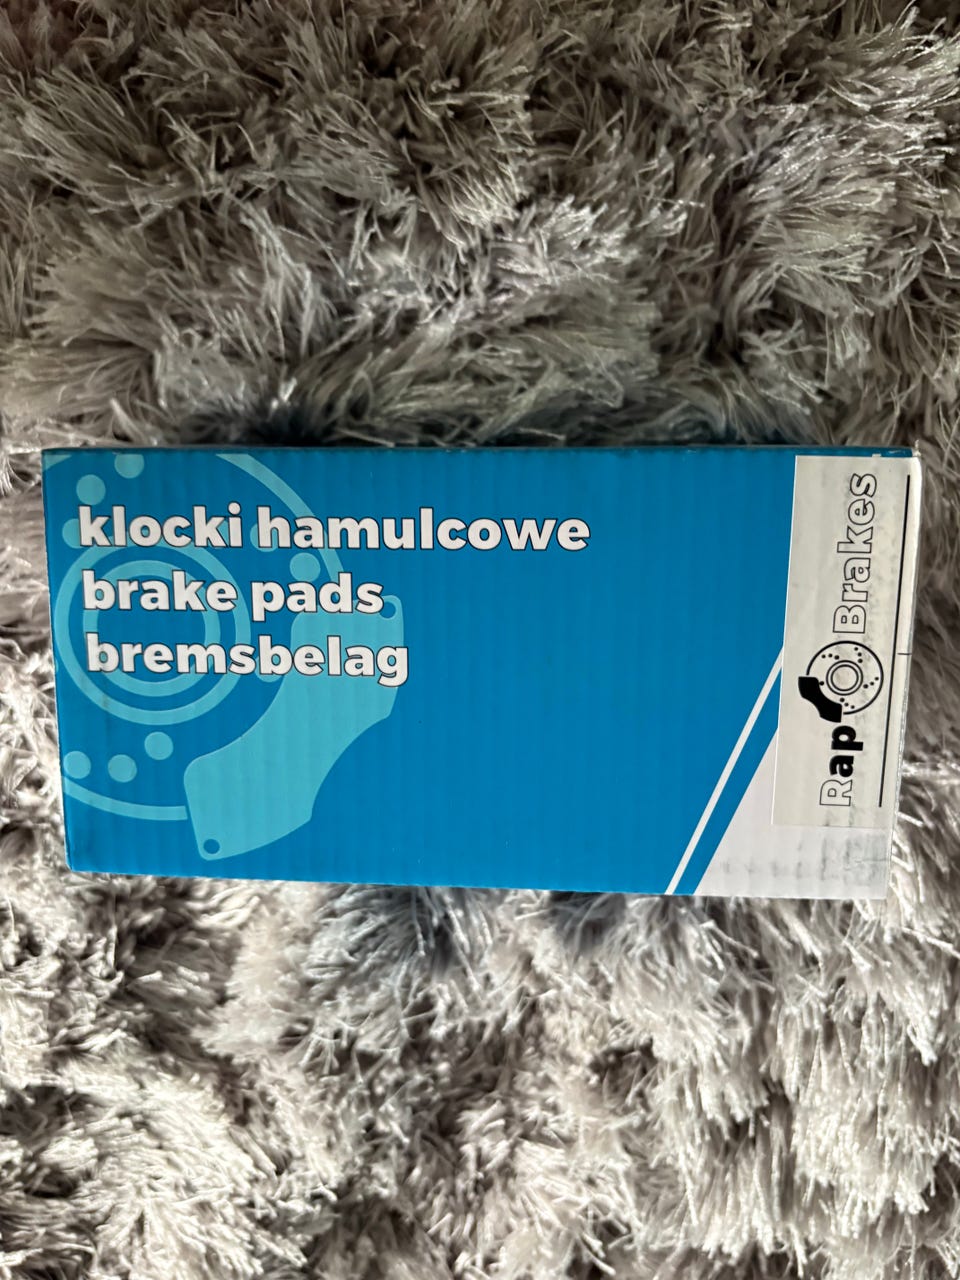 klocki hamulcowe
brake pads
bremsbelag
Rap Brakes